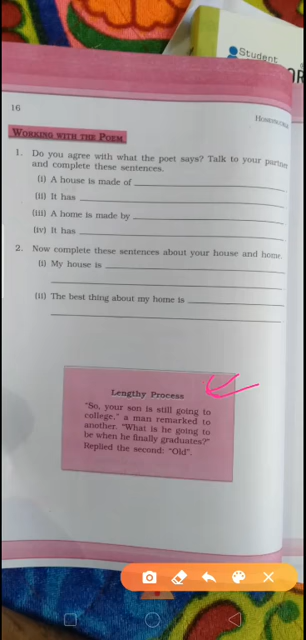 Student
16
HONEYSUCKLE
WORKING WITH THE POEM
1. Do you agree with what the poet says? Talk to your partner
and complete these sentences.
(i) A house is made of
(ii) It has
(iii) A home is made by
(iv) It has
2. Now complete these sentences about your house and home.
(i) My house is
(ii) The best thing about my home is
Lengthy Process
"So, your son is still going to
college," a man remarked to
another. "What is he going to
be when he finally graduates?"
Replied the second: "Old".